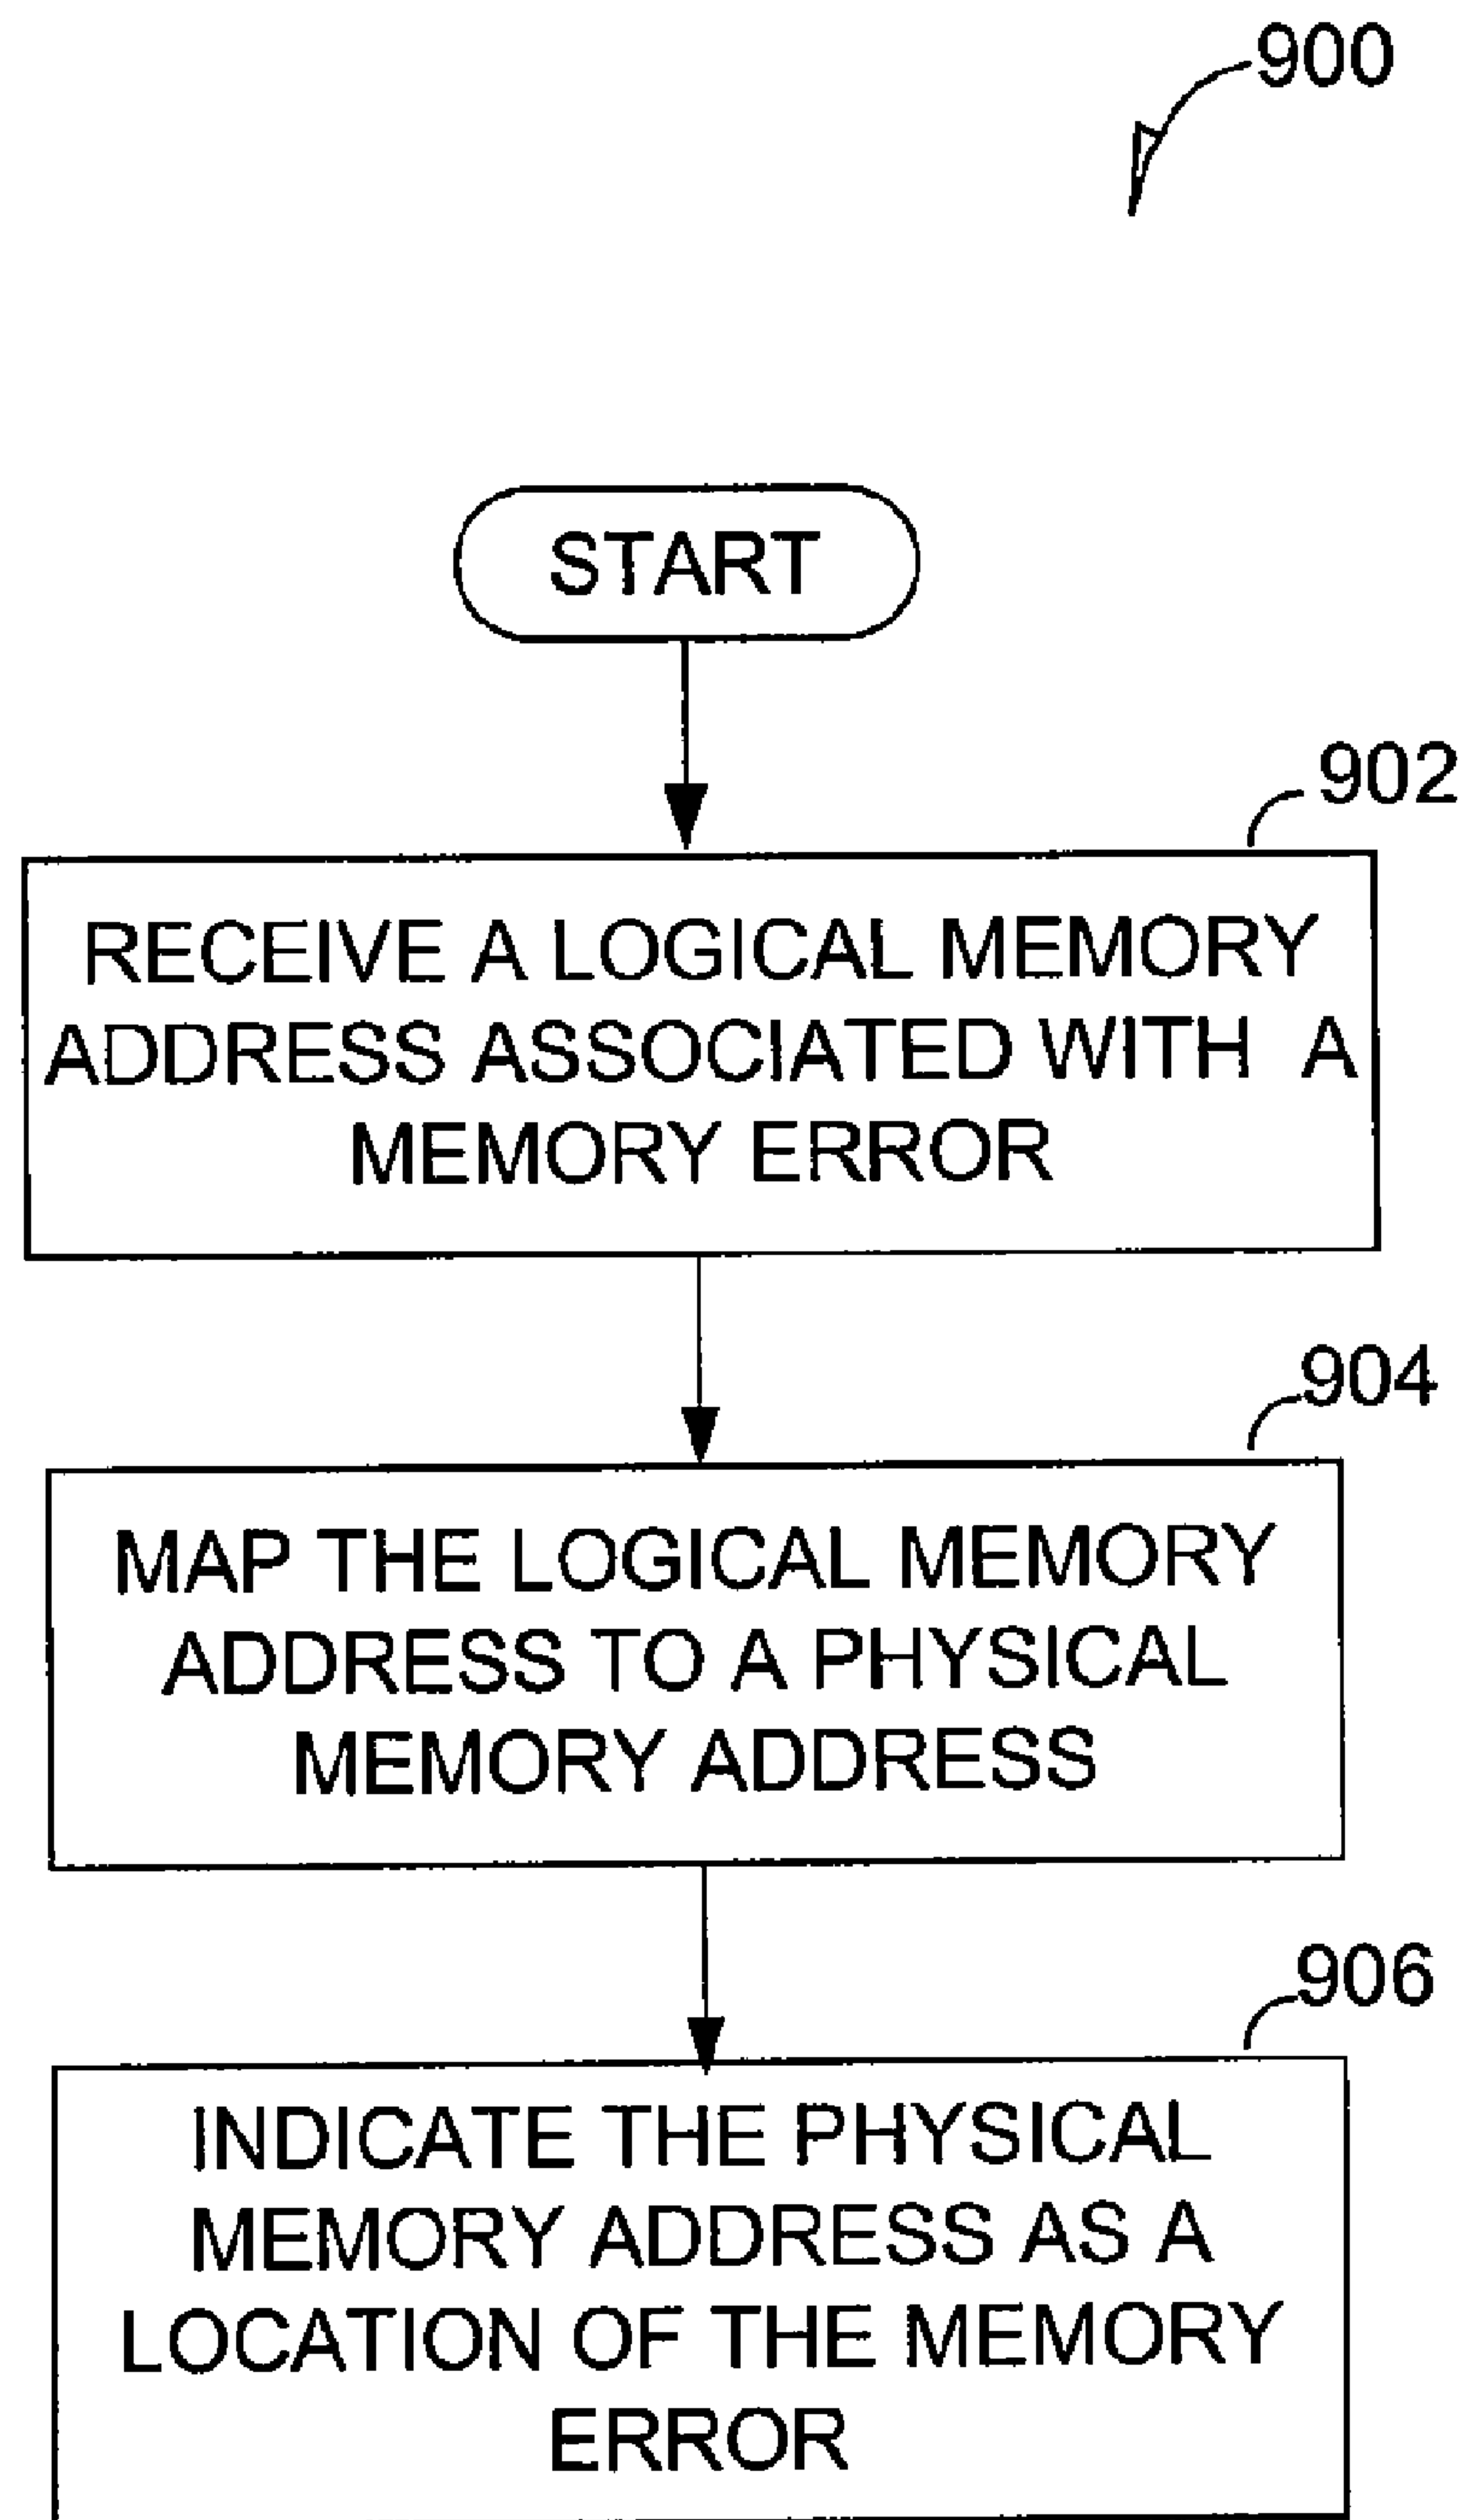 900
START
902
RECEIVE A LOGICAL MEMORY
ADDRESS ASSOCIATED WITH A
MEMORY ERROR
904
MAP THE LOGICAL MEMORY
ADDRESS TO A PHYSICAL
MEMORY ADDRESS
906
INDICATE THE PHYSICAL
MEMORY ADDRESS AS A
LOCATION OF THE MEMORY
ERROR